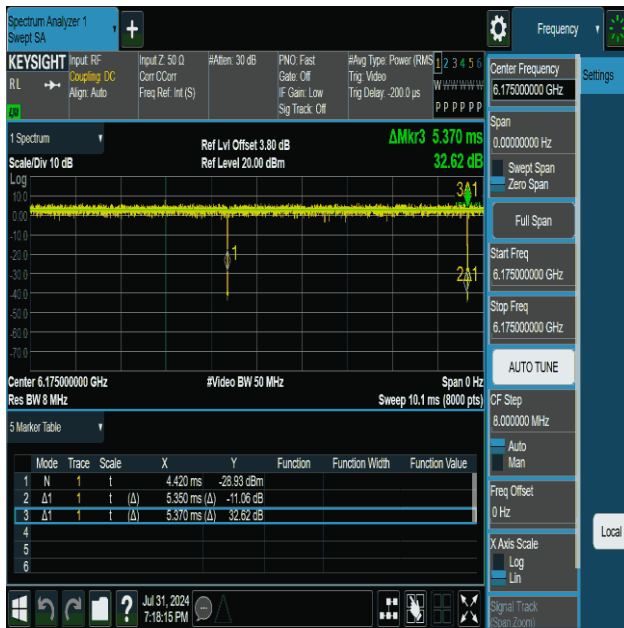 Spectrum Analyzer 1
Swept SA
+
Frequency
KEYSIGHT
RL
Input: RF
Coupling: DC
Align: Auto
Input Z: 50 Ω
Corr CCorr
Freq Ref: Int (S)
#Atten: 30 dB
PNO: Fast
Gate: Off
IF Gain: Low
Sig Track: Off
#Avg Type: Power (RMS
Trig: Video
Trig Delay: -200.0 µs
1 2 3 4 5 6
W W W W W W
P P P P P P
1 Spectrum
Scale/Div 10 dB
Ref Lvl Offset 3.80 dB
Ref Level 20.00 dBm
ΔMkr3 5.370 ms
32.62 dB
Log
10.0
0.00
-10.0
-20.0
-30.0
-40.0
-50.0
-60.0
-70.0
3Δ1
1
2Δ1
Center 6.175000000 GHz
Res BW 8 MHz
#Video BW 50 MHz
Span 0 Hz
Sweep 10.1 ms (8000 pts)
5 Marker Table
Mode Trace Scale X Y Function Function Width Function Value
1 N 1 t 4.420 ms -28.93 dBm
2 Δ1 1 t (Δ) 5.350 ms (Δ) -11.06 dB
3 Δ1 1 t (Δ) 5.370 ms (Δ) 32.62 dB
4
5
6
Jul 31, 2024
7:18:15 PM
Center Frequency
6.175000000 GHz
Span
0.00000000 Hz
Swept Span
Zero Span
Full Span
Start Freq
6.175000000 GHz
Stop Freq
6.175000000 GHz
AUTO TUNE
CF Step
8.000000 MHz
Auto
Man
Freq Offset
0 Hz
X Axis Scale
Log
Lin
Signal Track
(Span Zoom)
Settings
Local